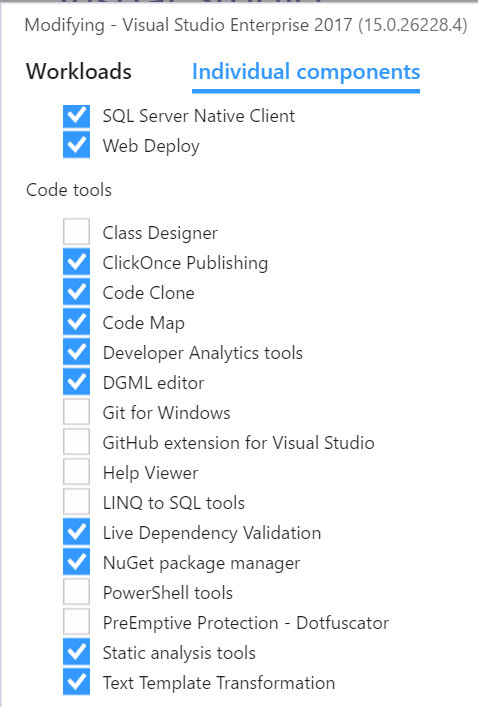 Modifying - Visual Studio Enterprise 2017 (15.0.26228.4)
Workloads Individual components
SQL Server Native Client
Web Deploy
Code tools
Class Designer
ClickOnce Publishing
Code Clone
Code Map
Developer Analytics tools
DGML editor
Git for Windows
GitHub extension for Visual Studio
Help Viewer
LINQ to SQL tools
Live Dependency Validation
NuGet package manager
PowerShell tools
PreEmptive Protection - Dotfuscator
Static analysis tools
Text Template Transformation